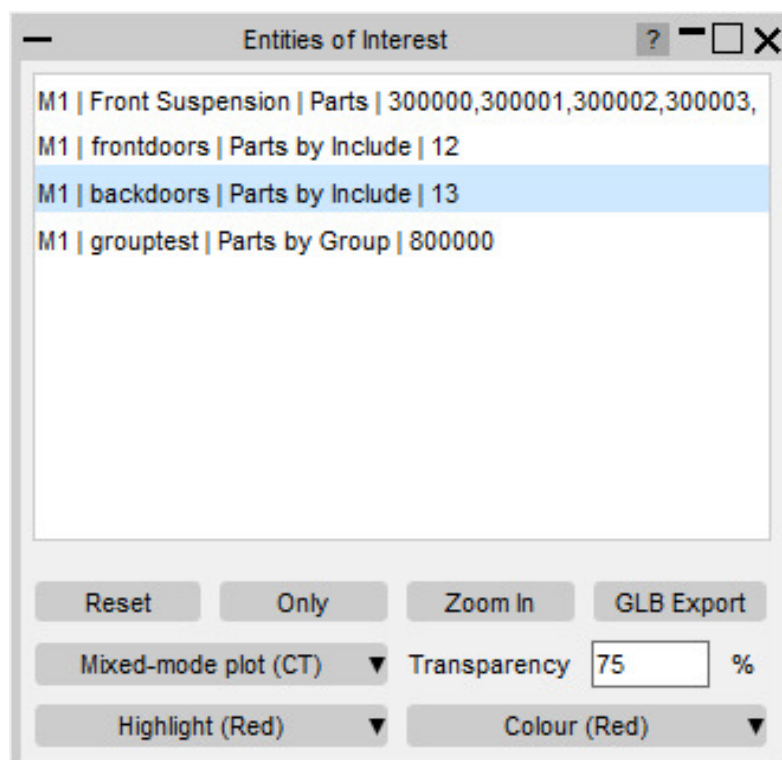 Entities of Interest ?
M1 | Front Suspension | Parts | 300000,300001,300002,300003,
M1 | frontdoors | Parts by Include | 12
M1 | backdoors | Parts by Include | 13
M1 | grouptest | Parts by Group | 800000
Reset Only Zoom In GLB Export
Mixed-mode plot (CT) Transparency 75 %
Highlight (Red) Colour (Red)